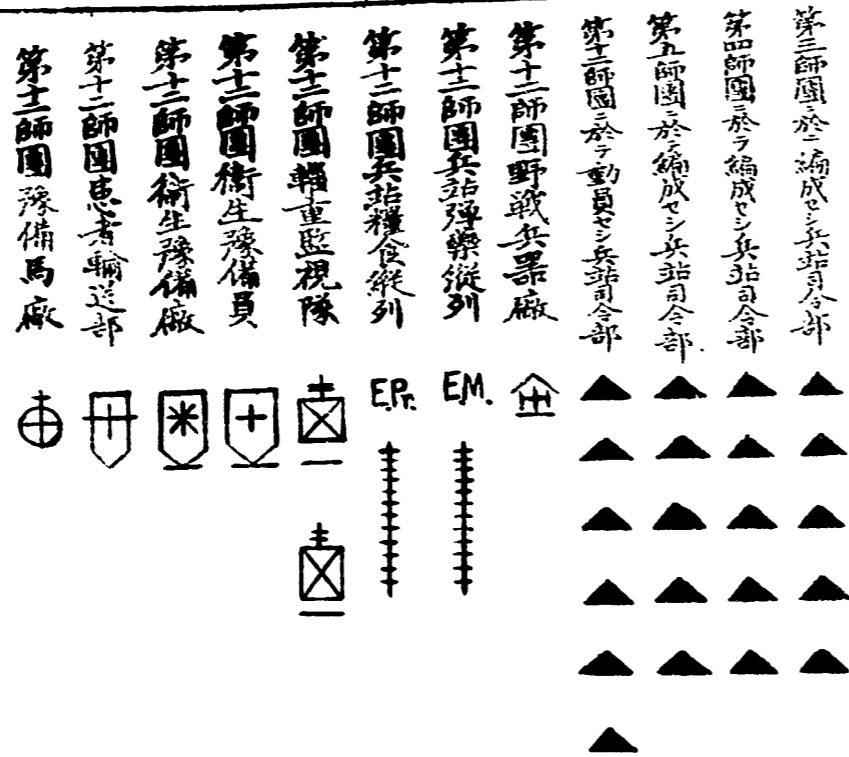 第三師團ニ於テ編成セシ兵站司令部
第四師團ニ於テ編成セシ兵站司令部
第九師團ニ於テ編成セシ兵站司令部
第十二師團ニ於テ動員セシ兵站司令部
第十二師團野戰兵器廠
第十二師團兵站彈藥縱列
E.M.
第十二師團兵站糧食縱列
E.Pr.
第十二師團輜重監視隊
第十二師團衛生豫備員
第十二師團衛生豫備廠
第十二師團患者輸送部
第十二師團豫備馬廠